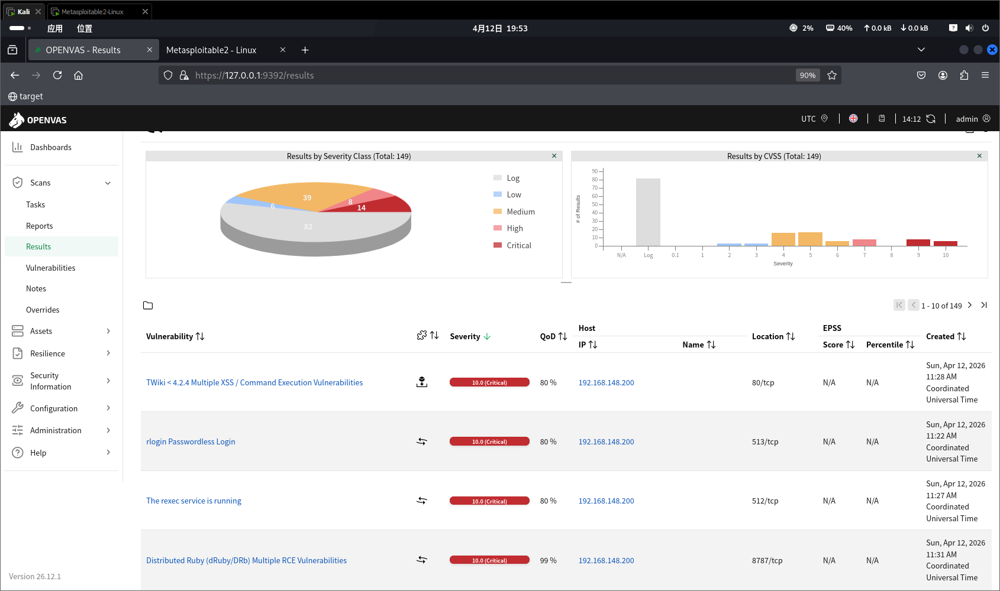 Kali
Metasploitable2-Linux
应用 位置
4月12日 19:53
2% 40% 0.0 kB 0.0 kB
OPENVAS - Results
Metasploitable2 - Linux
https://127.0.0.1:9392/results
90%
target
OPENVAS
UTC
14:12
admin
Dashboards
Scans
Tasks
Reports
Results
Vulnerabilities
Notes
Overrides
Assets
Resilience
Security
Information
Configuration
Administration
Help
Version 26.12.1
Results by Severity Class (Total: 149)
39
8
14
6
82
Log
Low
Medium
High
Critical
Results by CVSS (Total: 149)
# of Results
90
80
70
60
50
40
30
20
10
0
N/A Log 0.1 1 2 3 4 5 6 7 8 9 10
Severity
1 - 10 of 149
Vulnerability Severity QoD Host Location EPSS Created
IP Name Score Percentile
TWiki < 4.2.4 Multiple XSS / Command Execution Vulnerabilities 10.0 (Critical) 80 % 192.168.148.200 80/tcp N/A N/A
Sun, Apr 12, 2026
11:28 AM
Coordinated
Universal Time
rlogin Passwordless Login 10.0 (Critical) 80 % 192.168.148.200 513/tcp N/A N/A
Sun, Apr 12, 2026
11:22 AM
Coordinated
Universal Time
The rexec service is running 10.0 (Critical) 80 % 192.168.148.200 512/tcp N/A N/A
Sun, Apr 12, 2026
11:27 AM
Coordinated
Universal Time
Distributed Ruby (dRuby/DRb) Multiple RCE Vulnerabilities 10.0 (Critical) 99 % 192.168.148.200 8787/tcp N/A N/A
Sun, Apr 12, 2026
11:31 AM
Coordinated
Universal Time